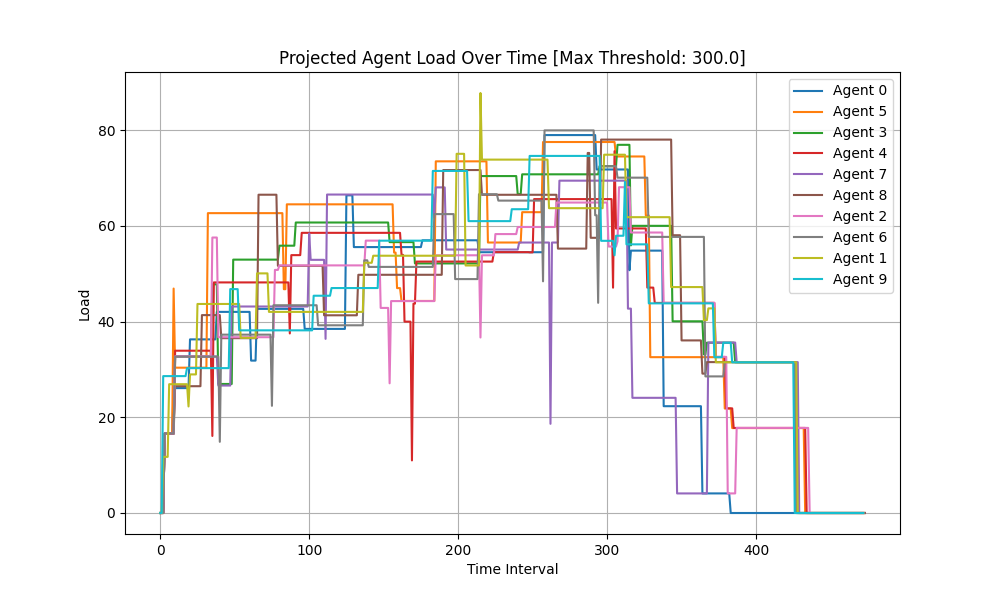 Projected Agent Load Over Time [Max Threshold: 300.0]
Agent 0
Agent 5
Agent 3
Agent 4
Agent 7
Agent 8
Agent 2
Agent 6
Agent 1
Agent 9
Load
80
60
40
20
0
0 100 200 300 400
Time Interval